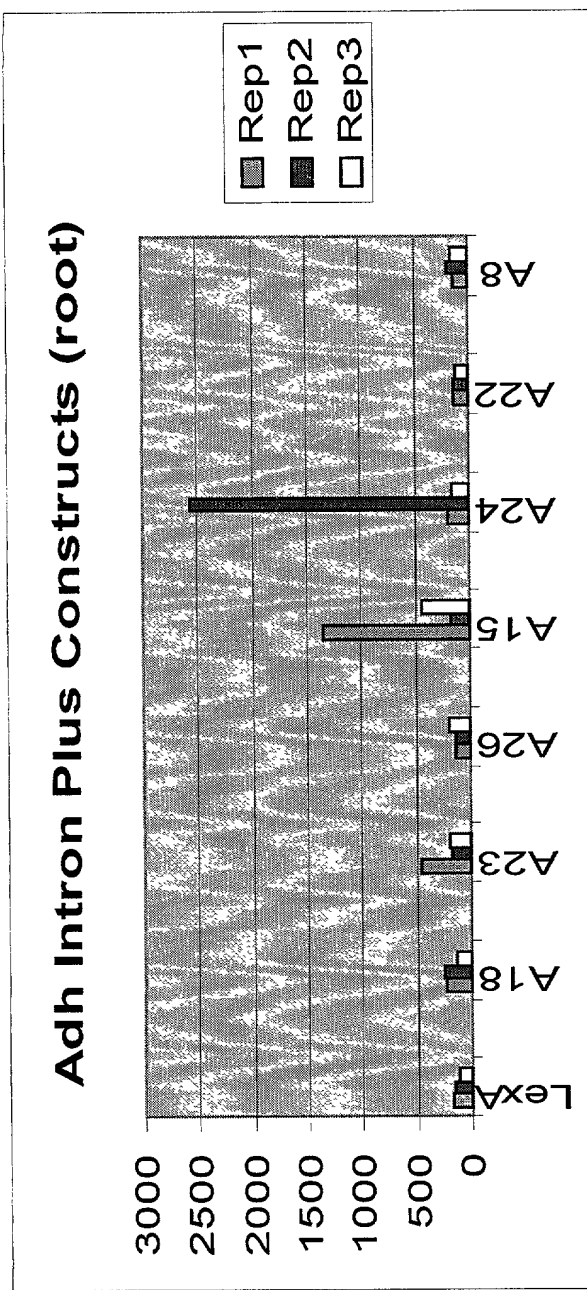 Adh Intron Plus Constructs (root)
3000
2500
2000
1500
1000
500
0
LexA
A18
A23
A26
A15
A24
A22
A8
Rep1
Rep2
Rep3